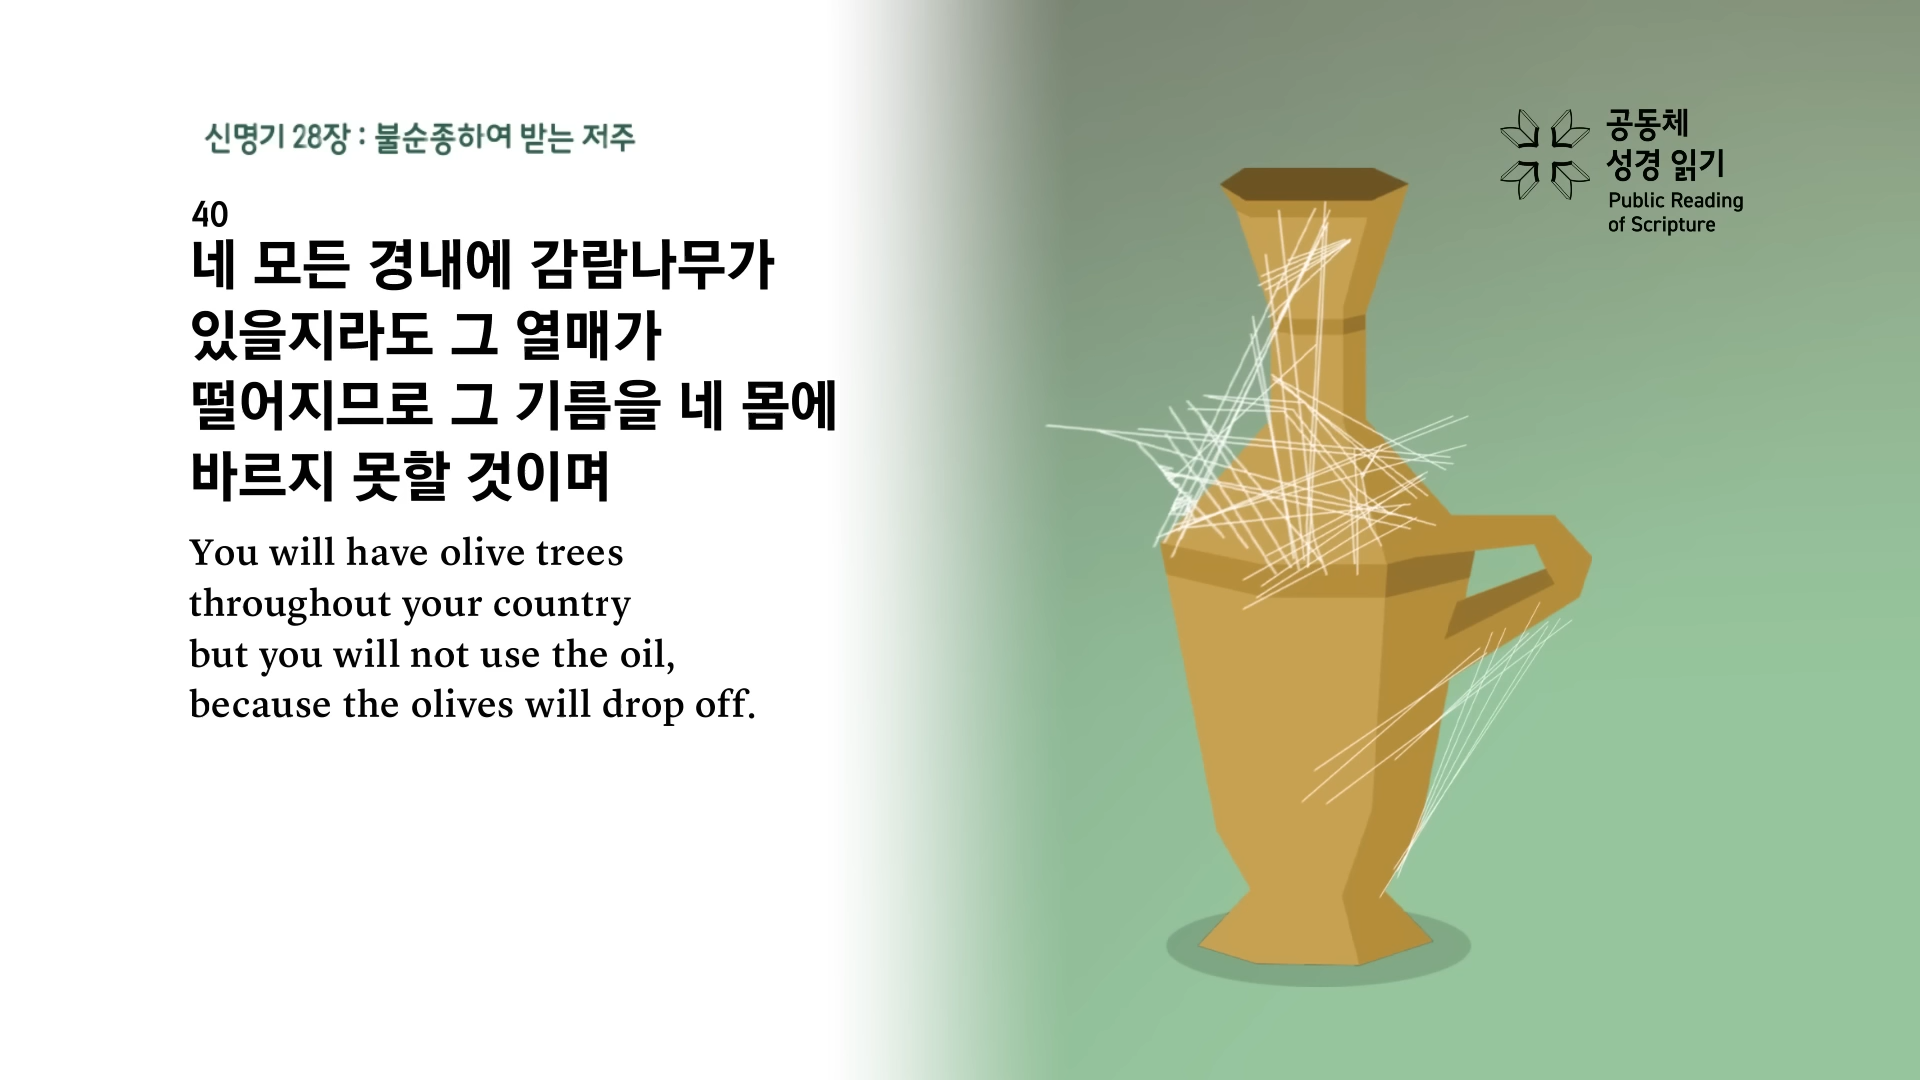 신명기 28장 : 불순종하여 받는 저주
40
네 모든 경내에 감람나무가
있을지라도 그 열매가
떨어지므로 그 기름을 네 몸에
바르지 못할 것이며
You will have olive trees
throughout your country
but you will not use the oil,
because the olives will drop off.
공동체
성경 읽기
Public Reading
of Scripture